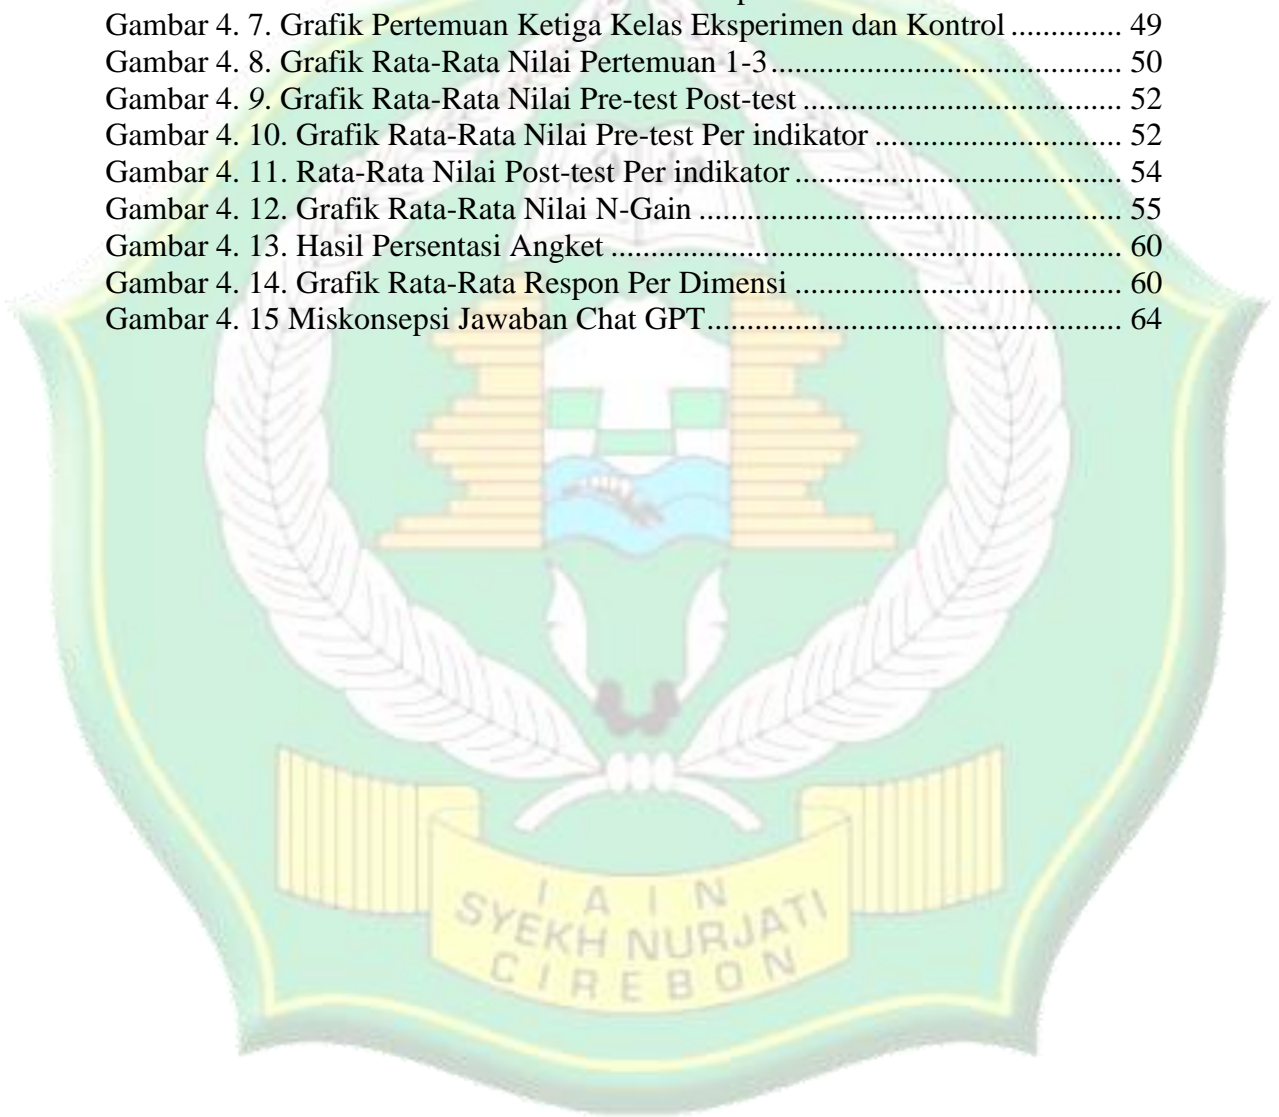 Gambar 4. 7. Grafik Pertemuan Ketiga Kelas Eksperimen dan Kontrol .............. 49
Gambar 4. 8. Grafik Rata-Rata Nilai Pertemuan 1-3 ............................................ 50
Gambar 4. 9. Grafik Rata-Rata Nilai Pre-test Post-test ........................................ 52
Gambar 4. 10. Grafik Rata-Rata Nilai Pre-test Per indikator ............................... 52
Gambar 4. 11. Rata-Rata Nilai Post-test Per indikator ......................................... 54
Gambar 4. 12. Grafik Rata-Rata Nilai N-Gain ..................................................... 55
Gambar 4. 13. Hasil Persentasi Angket ................................................................ 60
Gambar 4. 14. Grafik Rata-Rata Respon Per Dimensi ......................................... 60
Gambar 4. 15 Miskonsepsi Jawaban Chat GPT.................................................... 64
IAIN
SYEKH NURJATI
CIREBON